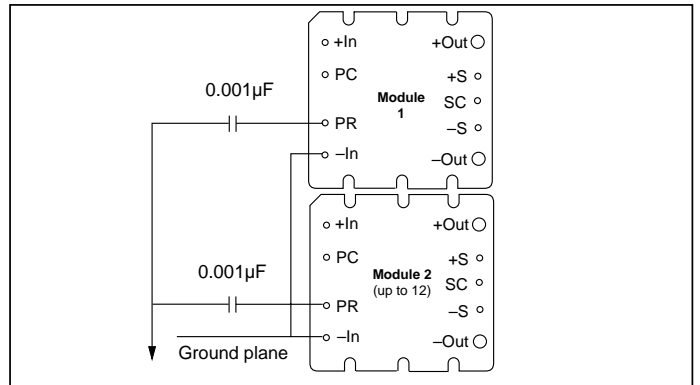 +In
+Out
PC
+S
0.001µF
Module
1
SC
PR
–S
–In
–Out
+In
+Out
PC
+S
0.001µF
Module 2
(up to 12)
SC
PR
–S
–In
–Out
Ground plane